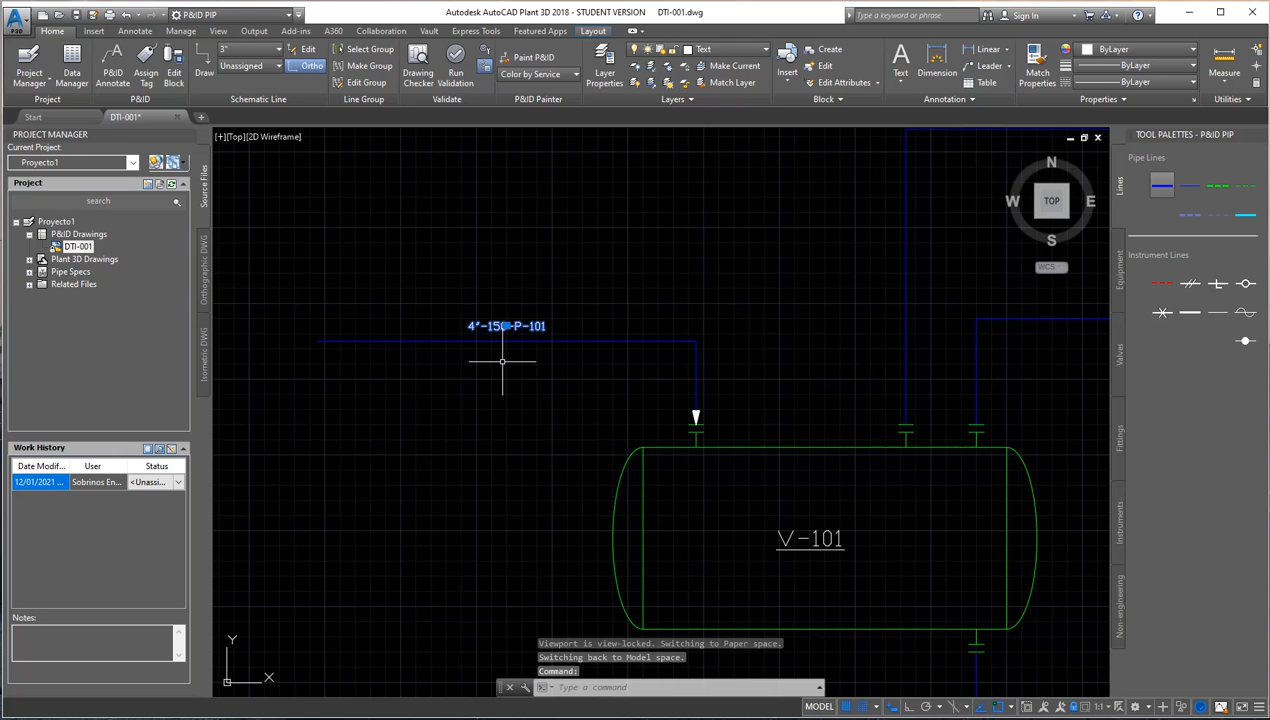 P&ID PIP
Autodesk AutoCAD Plant 3D 2018 - STUDENT VERSION DTI-001.dwg
Type a keyword or phrase
Sign In
P3D
Home Insert Annotate Manage View Output Add-ins A360 Collaboration Vault Express Tools Featured Apps Layout
Project Manager
Data Manager
Project
P&ID Annotate
Assign Tag
Edit Block
P&ID
Draw
3"
Unassigned
Edit
Ortho
Schematic Line
Select Group
Make Group
Edit Group
Line Group
Drawing Checker
Run Validation
Validate
Paint P&ID
Color by Service
P&ID Painter
Layer Properties
Text
Make Current
Match Layer
Layers
Insert
Create
Edit
Edit Attributes
Block
Text
Dimension
Linear
Leader
Table
Annotation
Match Properties
ByLayer
ByLayer
ByLayer
Properties
Measure
Utilities
Start
DTI-001*
PROJECT MANAGER
Current Project:
Proyecto1
Project
search
Proyecto1
P&ID Drawings
DTI-001
Plant 3D Drawings
Pipe Specs
Related Files
Source Files
Orthographic DWG
Isometric DWG
Work History
Date Modif... User Status
12/01/2021 ... Sobrinos En... <Unassi...
Notes:
[+][Top][2D Wireframe]
N
W
TOP
E
S
WCS
4"-150-P-101
V-101
Y
X
Viewport is view-locked. Switching to Paper space.
Switching back to Model space.
Command:
Type a command
TOOL PALETTES - P&ID PIP
Pipe Lines
Instrument Lines
Lines
Equipment
Valves
Fittings
Instruments
Non-engineering
MODEL
1:1